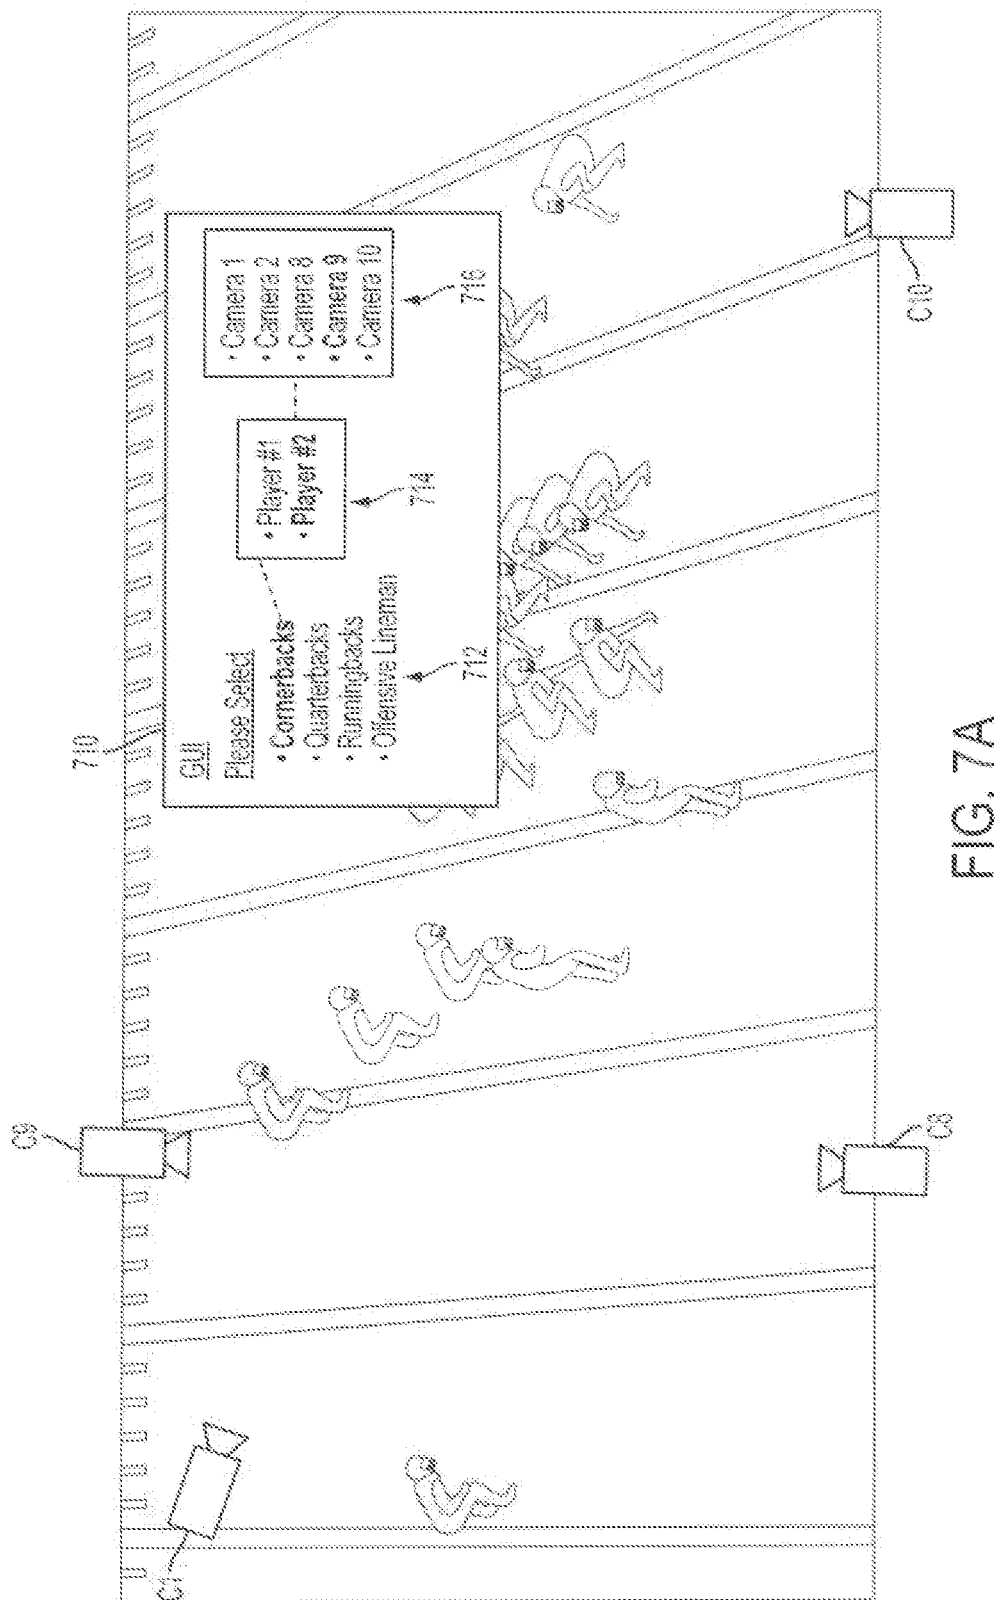 710
GUI
Please Select
• Cornerbacks
• Quarterbacks
• Runningbacks
• Offensive Lineman
712
• Player #1
• Player #2
714
• Camera 1
• Camera 2
• Camera 8
• Camera 9
• Camera 10
716
C1
C9
C8
C10
FIG. 7A